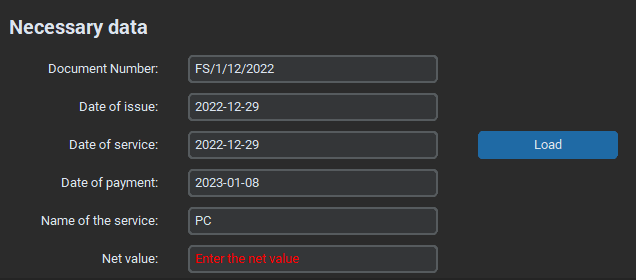 Necessary data
Document Number: FS/1/12/2022
Date of issue: 2022-12-29
Date of service: 2022-12-29 Load
Date of payment: 2023-01-08
Name of the service: PC
Net value: Enter the net value